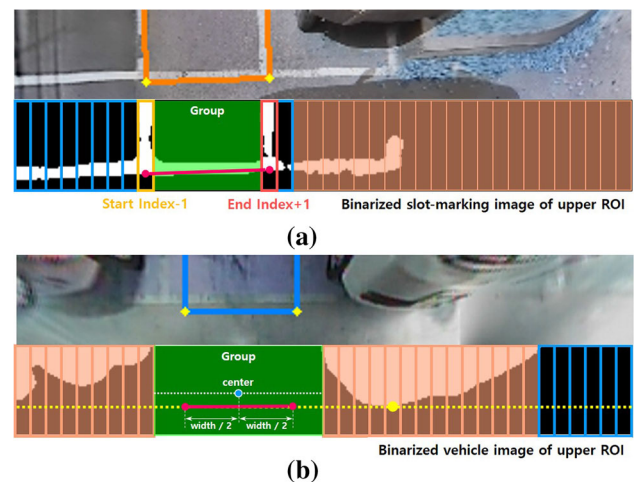 Group
Start Index-1
End Index+1
Binarized slot-marking image of upper ROI
(a)
Group
center
width / 2
width / 2
Binarized vehicle image of upper ROI
(b)